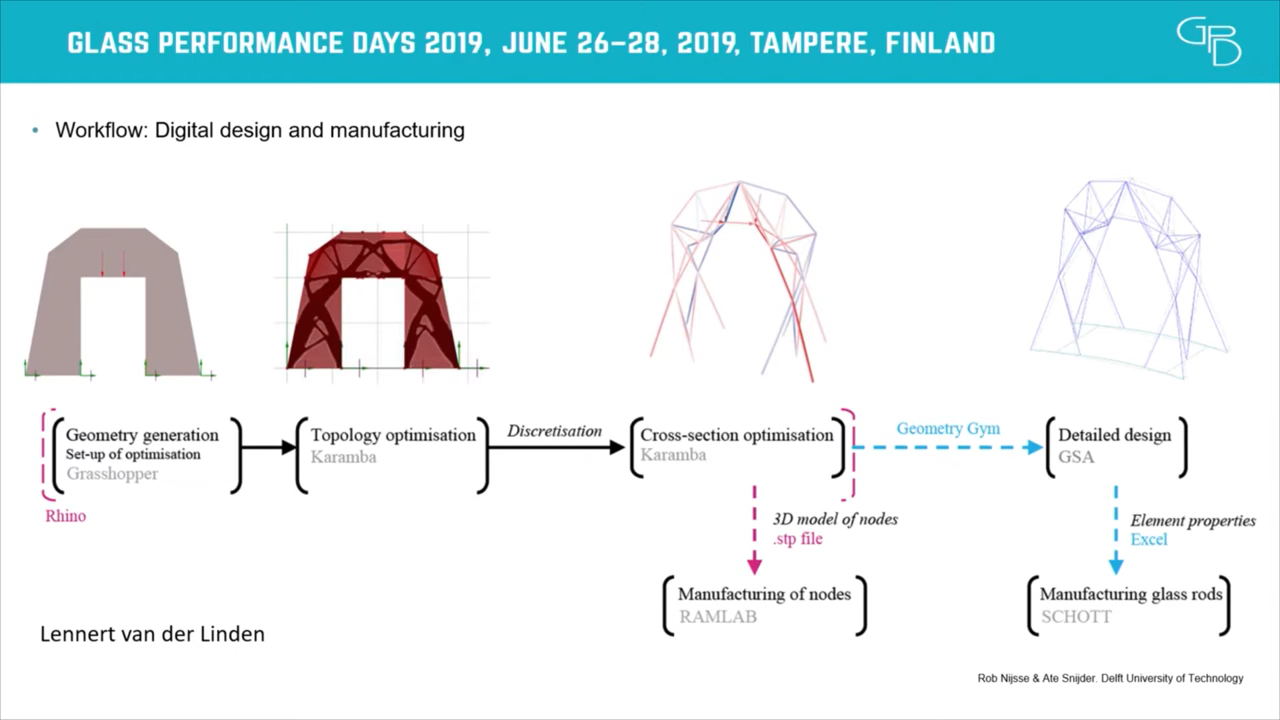 GLASS PERFORMANCE DAYS 2019, JUNE 26–28, 2019, TAMPERE, FINLAND
GPD
• Workflow: Digital design and manufacturing
Geometry generation
Set-up of optimisation
Grasshopper
Rhino
Topology optimisation
Karamba
Discretisation
Cross-section optimisation
Karamba
Geometry Gym
Detailed design
GSA
3D model of nodes
.stp file
Element properties
Excel
Manufacturing of nodes
RAMLAB
Manufacturing glass rods
SCHOTT
Lennert van der Linden
Rob Nijsse & Ate Snijder. Delft University of Technology